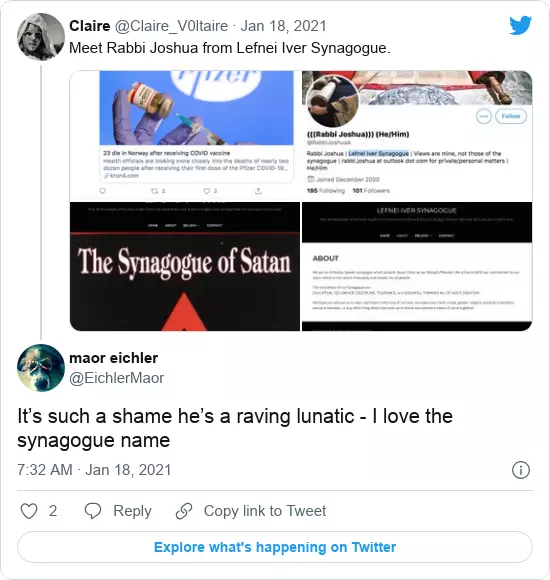 Claire @Claire_V0ltaire · Jan 18, 2021
Meet Rabbi Joshua from Lefnei Iver Synagogue.
Pfizer
23 die in Norway after receiving COVID vaccine
Health officials are looking more closely into the deaths of nearly two
dozen people after receiving their first dose of the Pfizer COVID-19...
kron4.com
2
2
Follow
(((Rabbi Joshua))) (He/Him)
@RabbiJoshuaA
Rabbi Joshua | Lefnei Iver Synagogue | Views are mine, not those of the
synagogue | rabbi.joshua at outlook dot com for private/personal matters |
He/Him
Joined December 2020
195 Following 101 Followers
HOME ABOUT BELIEFS CONTACT
The Synagogue of Satan
LEFNEI IVER SYNAGOGUE
HOME ABOUT BELIEFS CONTACT
ABOUT
maor eichler
@EichlerMaor
It’s such a shame he’s a raving lunatic - I love the
synagogue name
7:32 AM · Jan 18, 2021
2 Reply Copy link to Tweet
Explore what's happening on Twitter